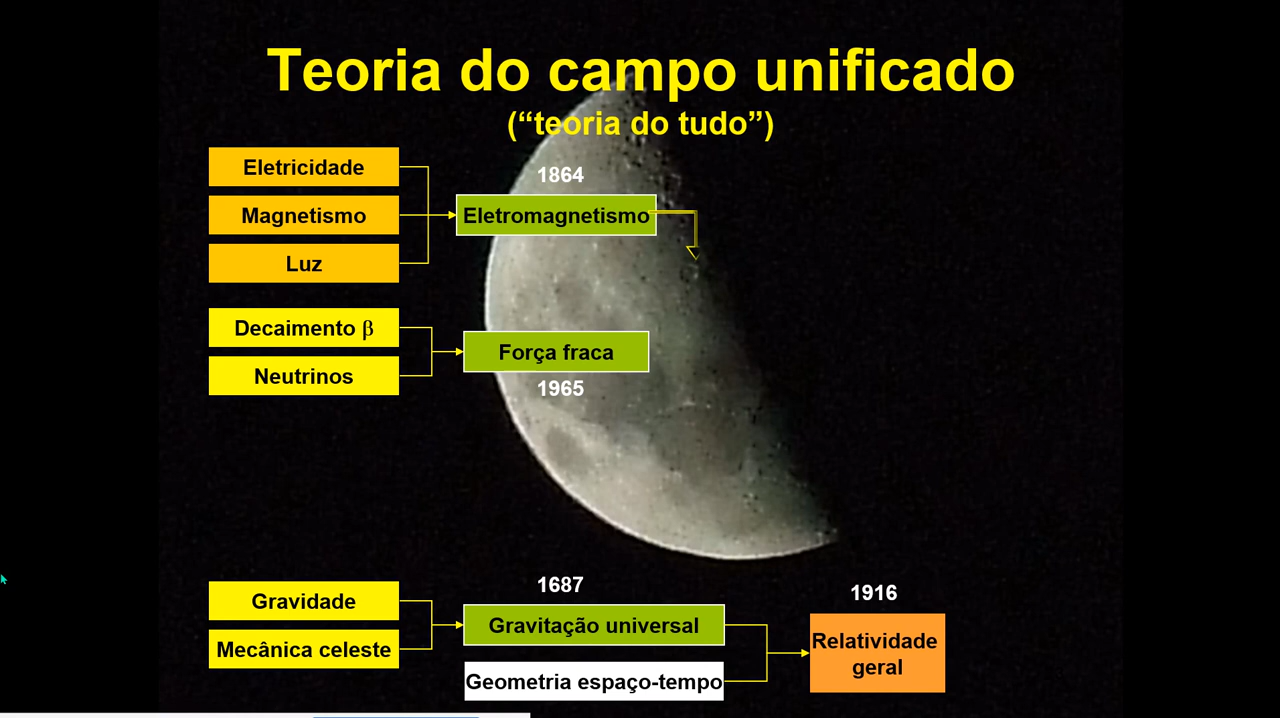 Teoria do campo unificado
(“teoria do tudo”)
Eletricidade
Magnetismo
Luz
1864
Eletromagnetismo
Decaimento β
Neutrinos
Força fraca
1965
Gravidade
Mecânica celeste
1687
Gravitação universal
Geometria espaço-tempo
1916
Relatividade
geral